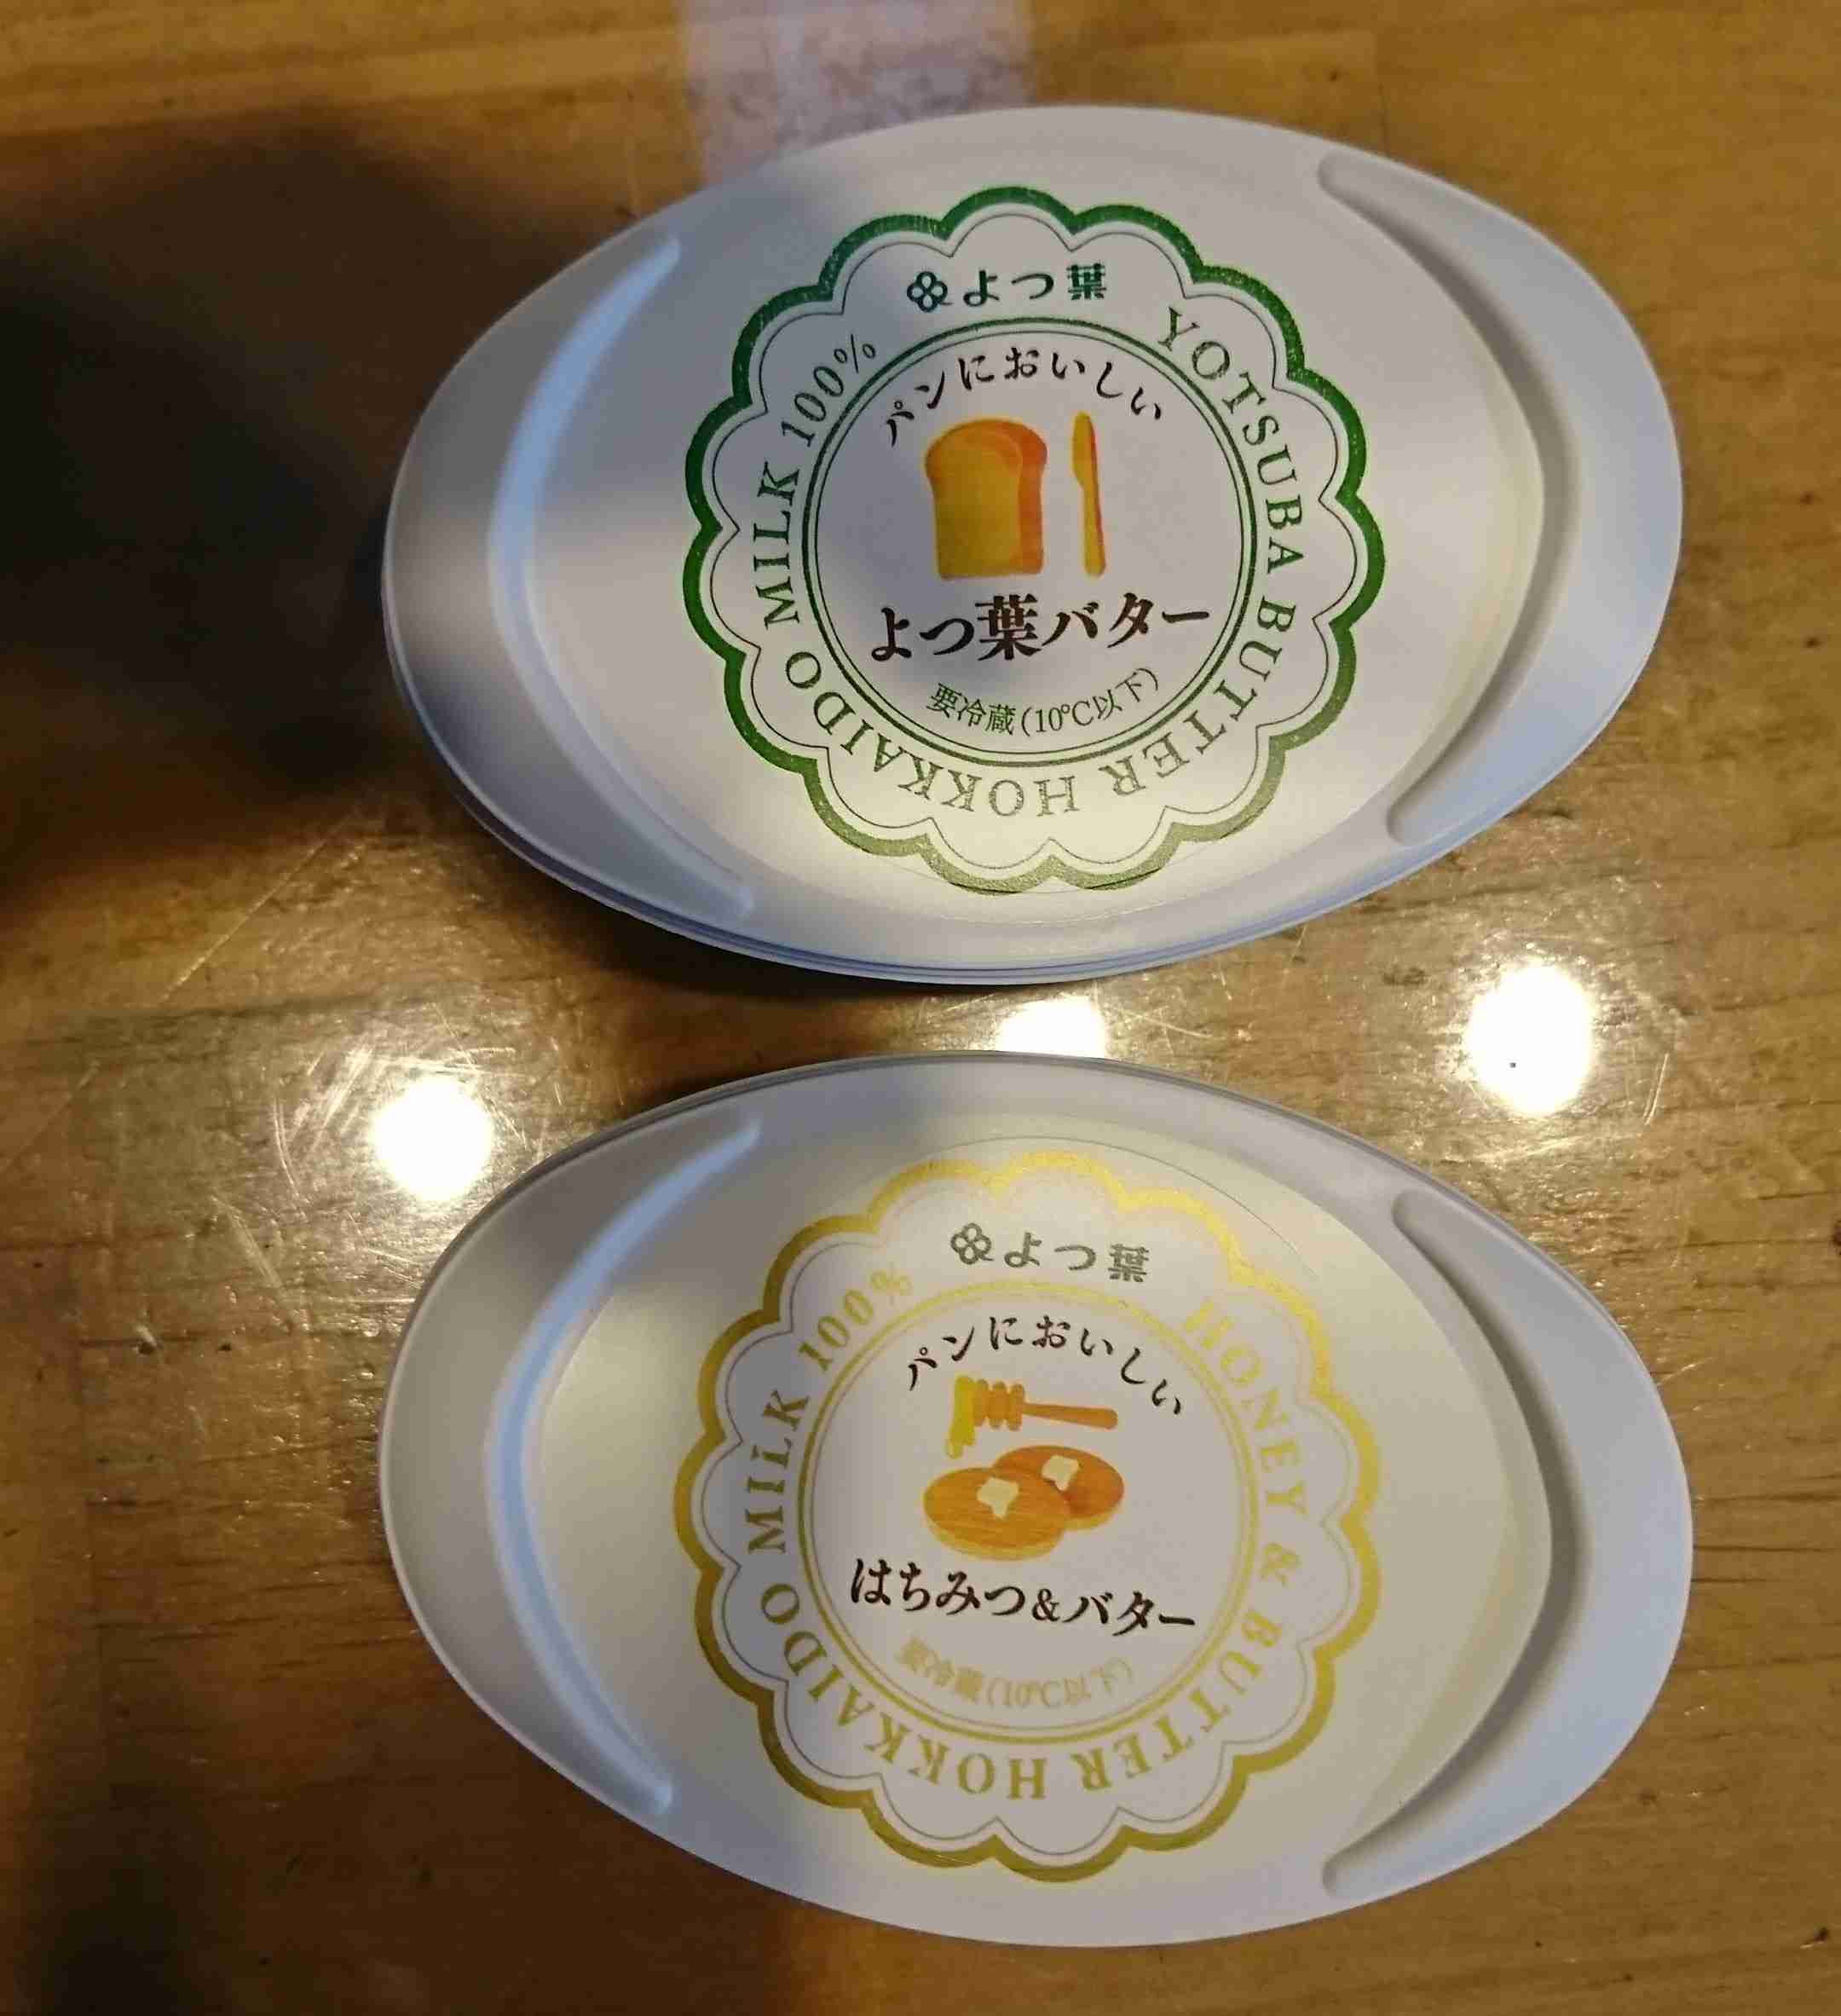 よつ葉
YOTSUBA BUTTER HOKKAIDO MILK 100%
パンにおいしい
よつ葉バター
要冷蔵(10℃以下)
よつ葉
HONEY & BUTTER HOKKAIDO MILK 100%
パンにおいしい
はちみつ&バター
要冷蔵(10℃以下)